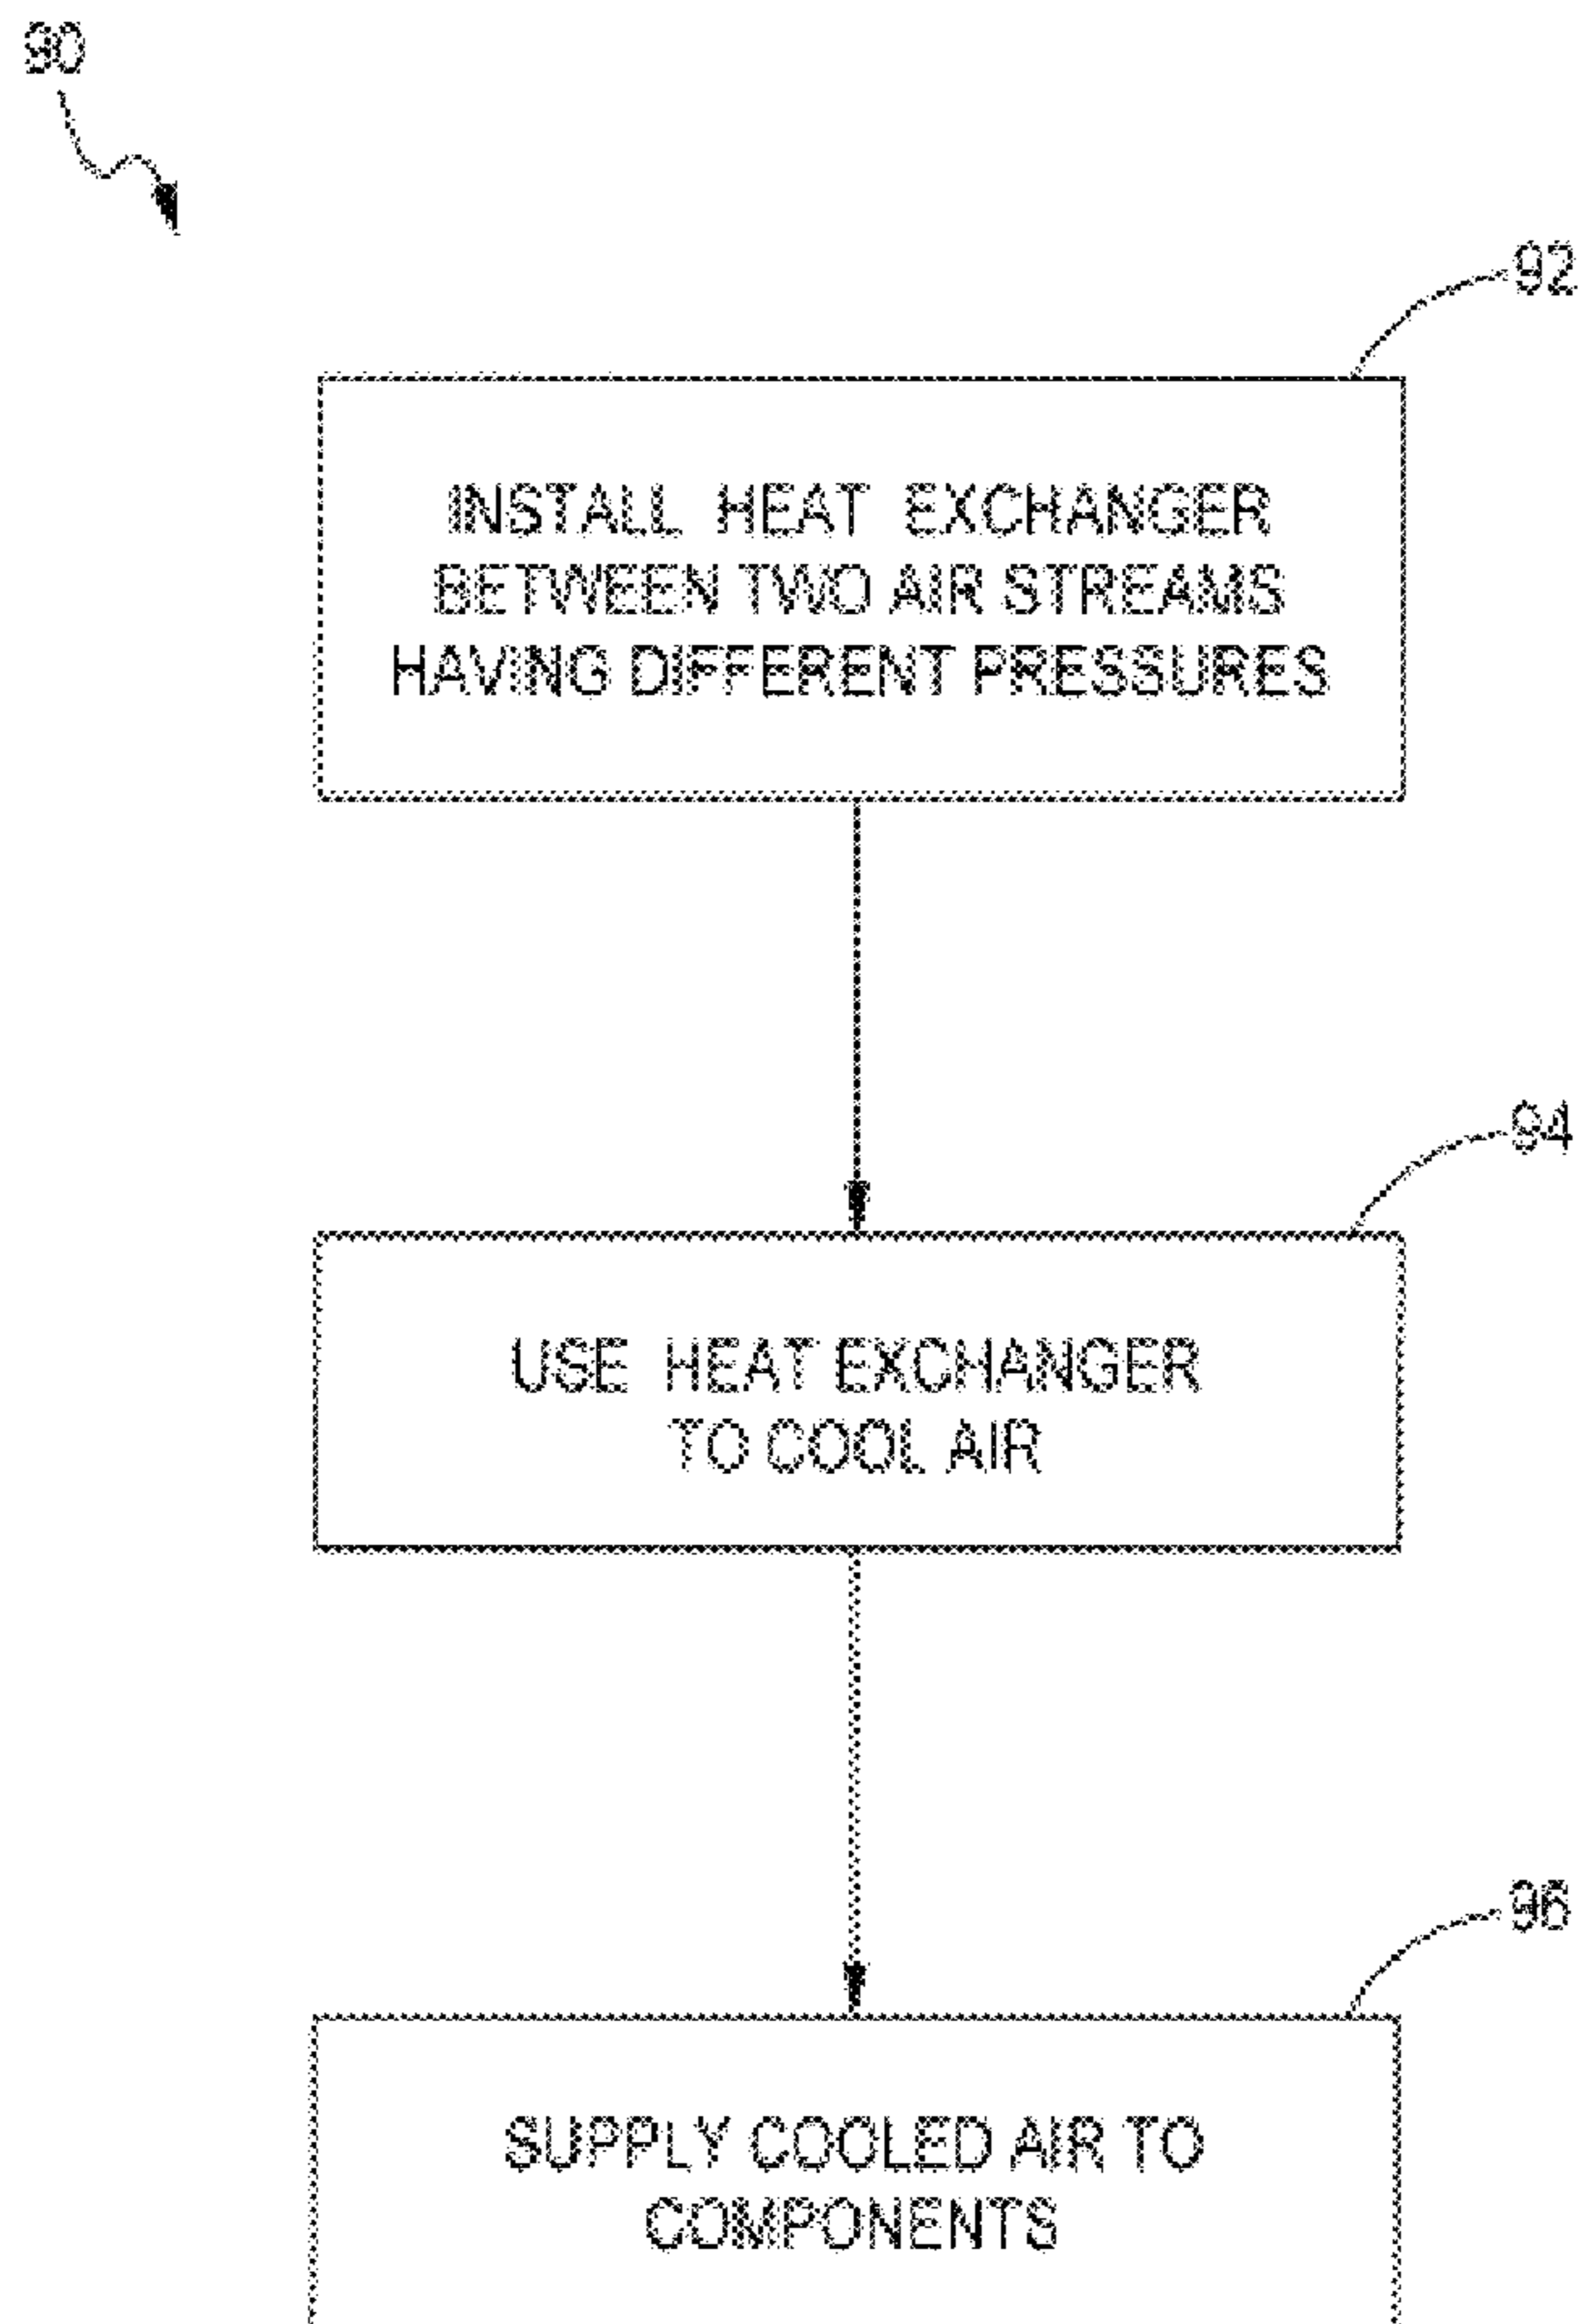 90
92
INSTALL HEAT EXCHANGER
BETWEEN TWO AIR STREAMS
HAVING DIFFERENT PRESSURES
94
USE HEAT EXCHANGER
TO COOL AIR
96
SUPPLY COOLED AIR TO
COMPONENTS